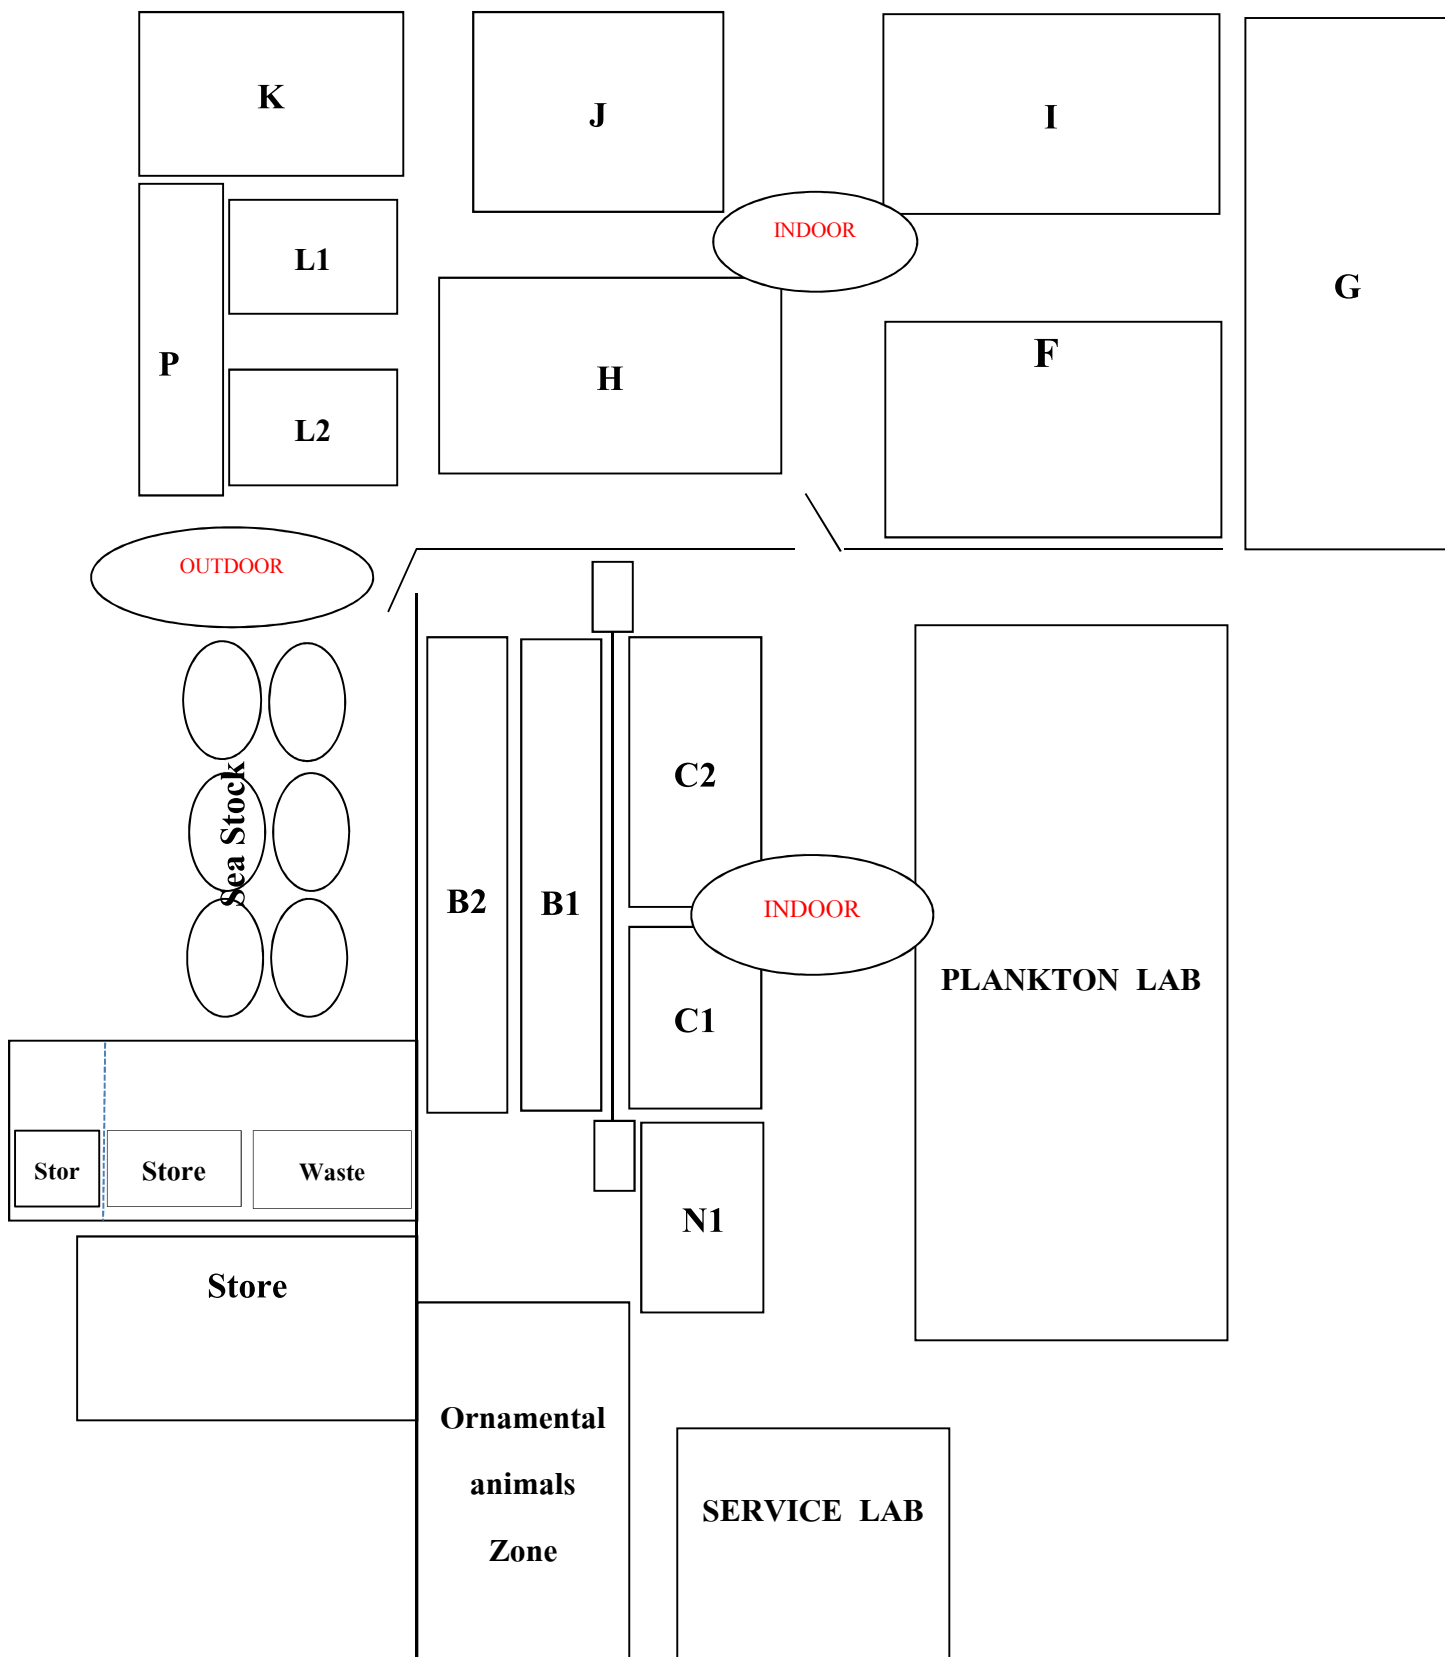 K
J
I
INDOOR
L1
G
P
F
H
L2
OUTDOOR
Sea Stock
C2
B2
B1
INDOOR
PLANKTON LAB
C1
Stor
Store
Waste
N1
Store
Ornamental
animals
Zone
SERVICE LAB